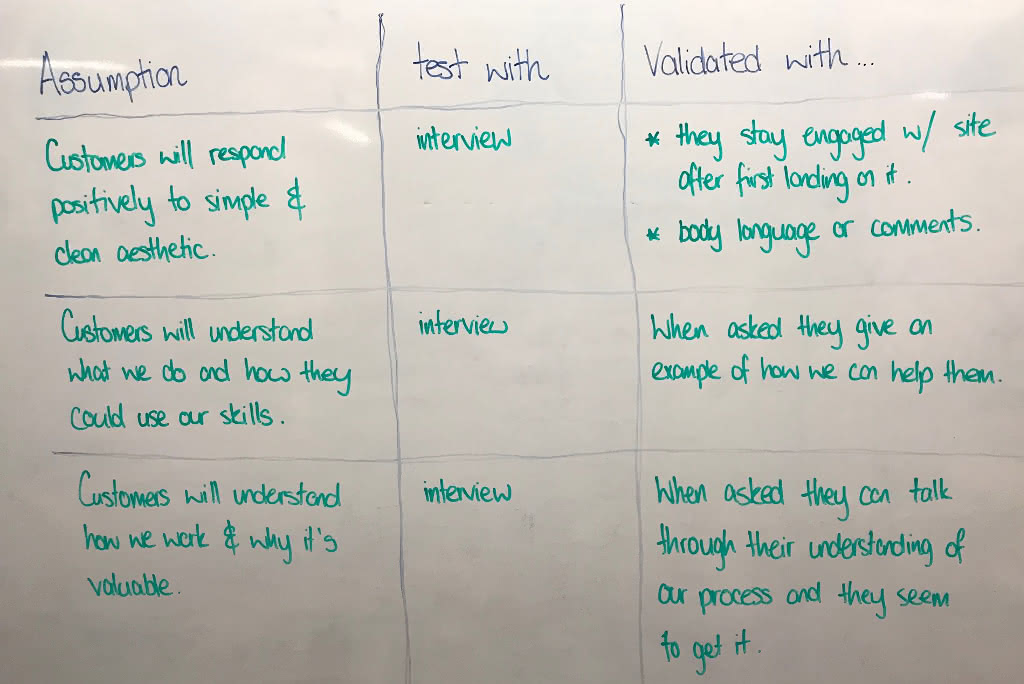 Assumption
test with
Validated with...
Customers will respond
positively to simple &
clean aesthetic.
interview
* they stay engaged w/ site
after first landing on it.
* body language or comments.
Customers will understand
what we do and how they
could use our skills.
interview
When asked they give an
example of how we can help them.
Customers will understand
how we work & why it's
valuable.
interview
When asked they can talk
through their understanding of
our process and they seem
to get it.